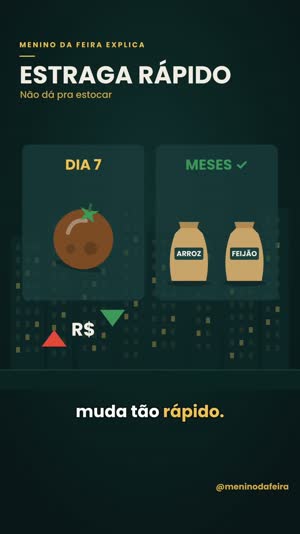 MENINO DA FEIRA EXPLICA
ESTRAGA RÁPIDO
Não dá pra estocar
DIA 7
MESES ✓
ARROZ
FEIJÃO
R$
muda tão rápido.
@meninodafeira